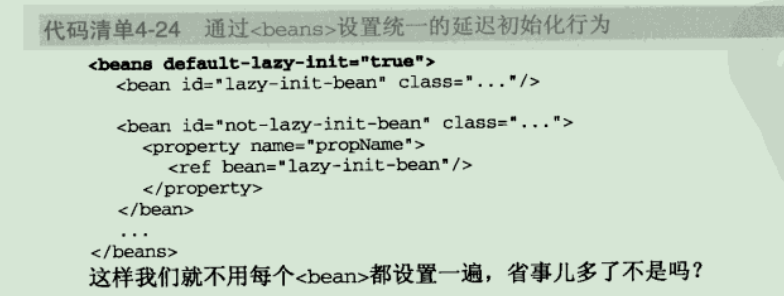 代码清单4-24 通过<beans>设置统一的延迟初始化行为
<beans default-lazy-init="true">
<bean id="lazy-init-bean" class="..."/>
<bean id="not-lazy-init-bean" class="...">
<property name="propName">
<ref bean="lazy-init-bean"/>
</property>
</bean>
...
</beans>
这样我们就不用每个<bean>都设置一遍，省事儿多了不是吗？